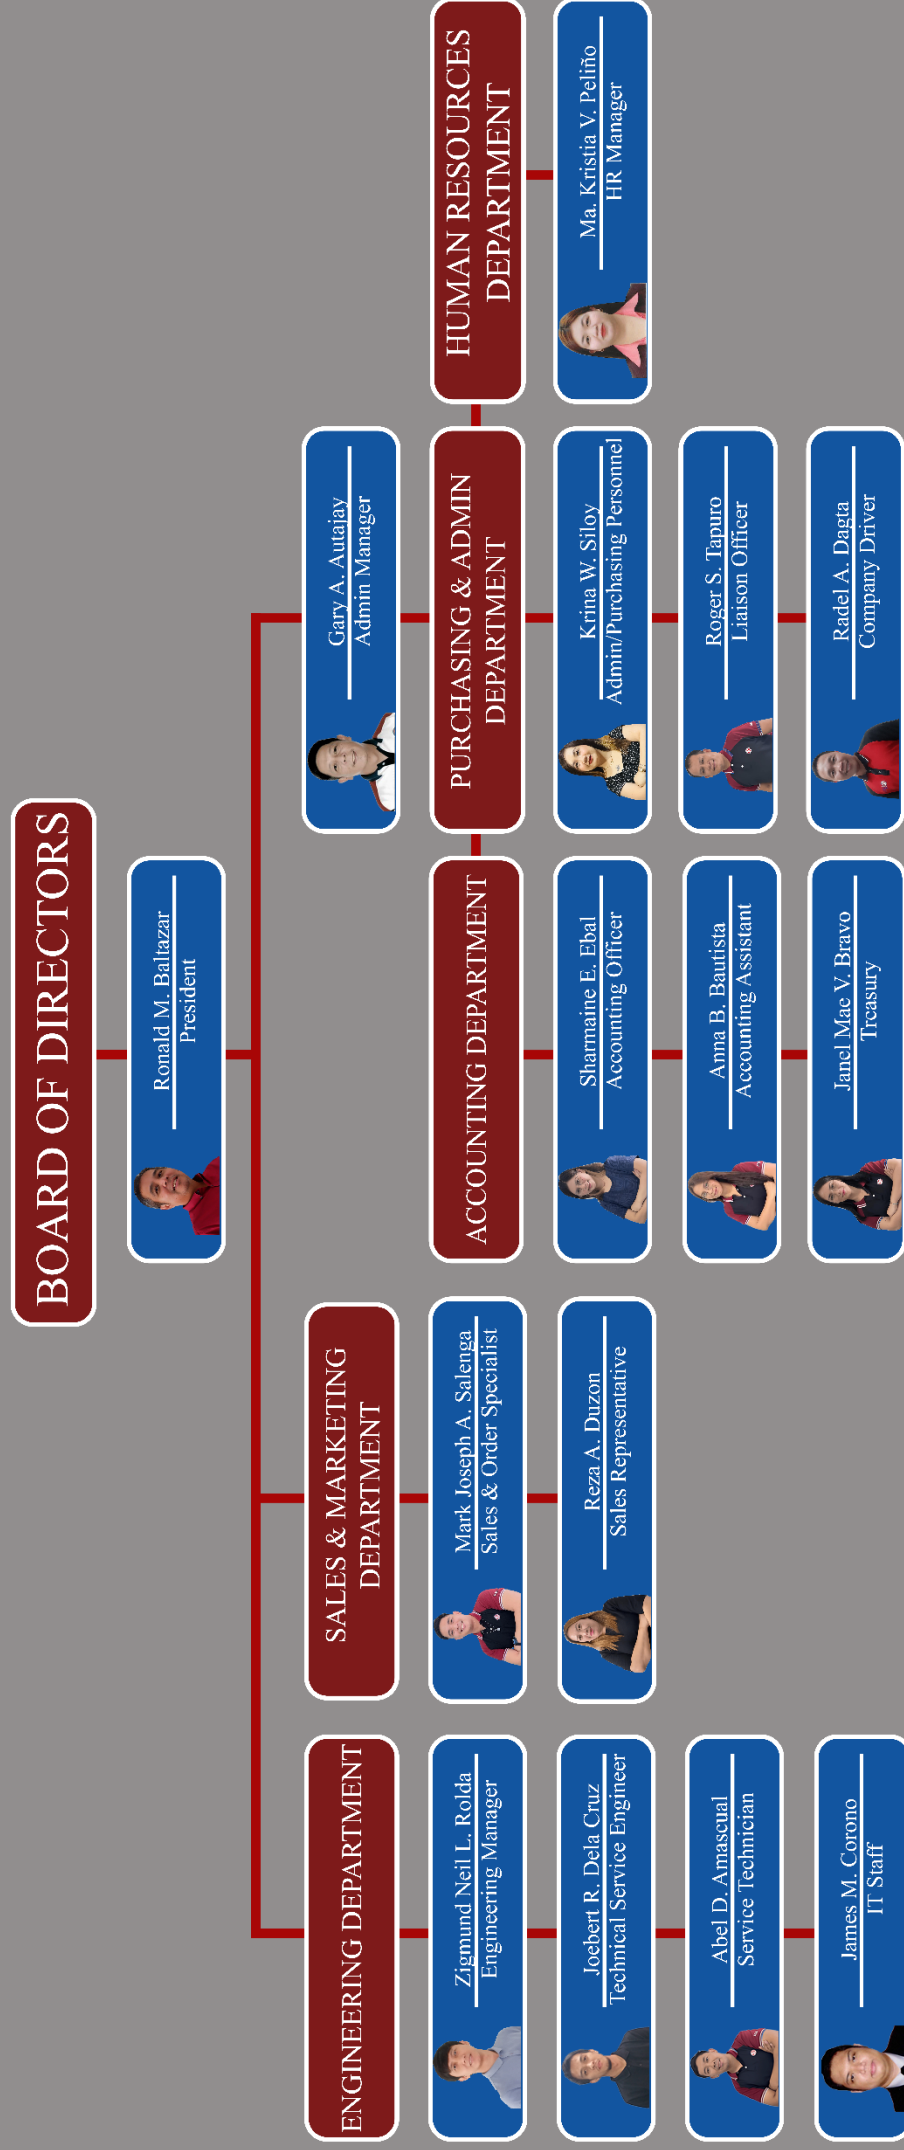 BOARD OF DIRECTORS
Ronald M. Baltazar
President
ENGINEERING DEPARTMENT
Zigmund Neil L. Rolda
Engineering Manager
Joebert R. Dela Cruz
Technical Service Engineer
Abel D. Amascual
Service Technician
James M. Corono
IT Staff
SALES & MARKETING
DEPARTMENT
Mark Joseph A. Salenga
Sales & Order Specialist
Reza A. Duzon
Sales Representative
Gary A. Autajay
Admin Manager
ACCOUNTING DEPARTMENT
Sharmaine E. Ebal
Accounting Officer
Anna B. Bautista
Accounting Assistant
Janel Mae V. Bravo
Treasury
PURCHASING & ADMIN
DEPARTMENT
Krina W. Siloy
Admin/Purchasing Personnel
Roger S. Tapuro
Liaison Officer
Radel A. Dagta
Company Driver
HUMAN RESOURCES
DEPARTMENT
Ma. Kristia V. Peliño
HR Manager